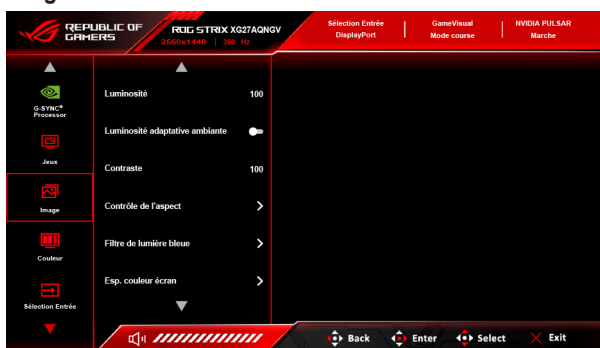 REPUBLIC OF
GAMERS
ROG STRIX XG27AQNGV
2560x1440 | 360 Hz
Sélection Entrée
DisplayPort
GameVisual
Mode course
NVIDIA PULSAR
Marche
G-SYNC®
Processor
Jeux
Image
Couleur
Sélection Entrée
Luminosité 100
Luminosité adaptative ambiante
Contraste 100
Contrôle de l'aspect
Filtre de lumière bleue
Esp. couleur écran
Back Enter Select Exit